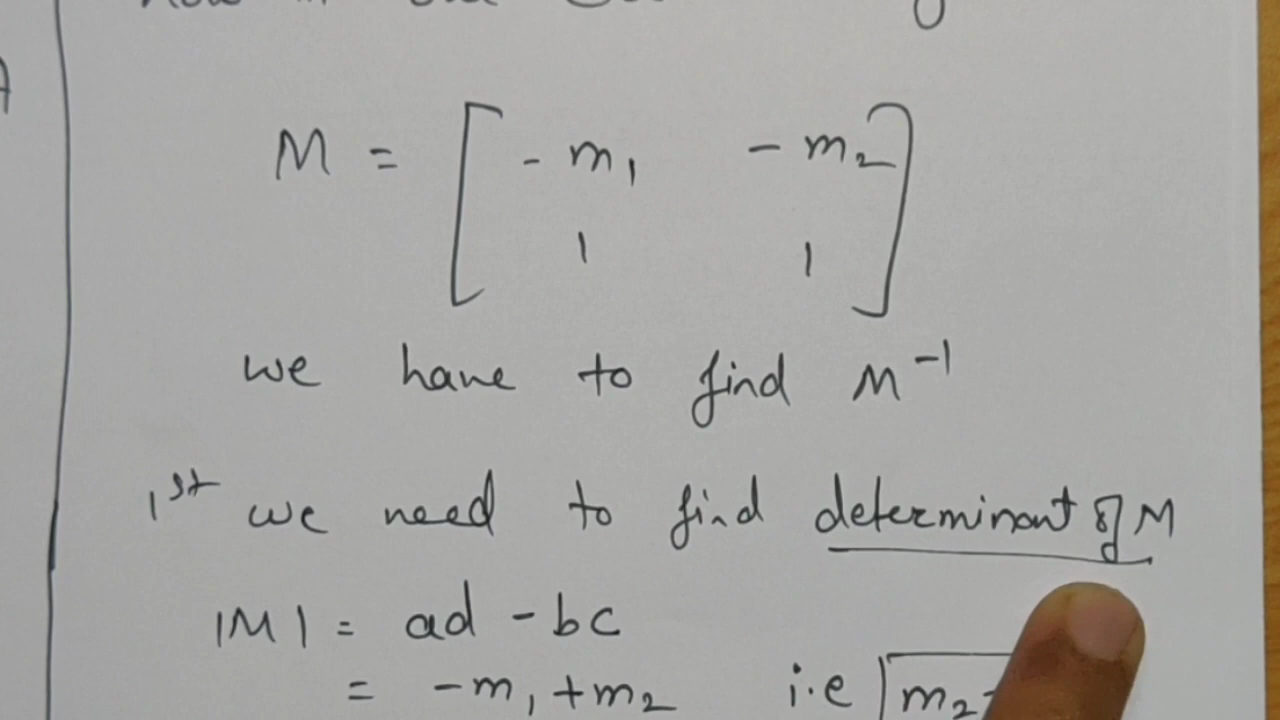 M = [ - m₁ - m₂
1 1 ]
we have to find M⁻¹
1st we need to find determinant of M
|M| = ad - bc
= -m₁ + m₂ i.e m₂ -